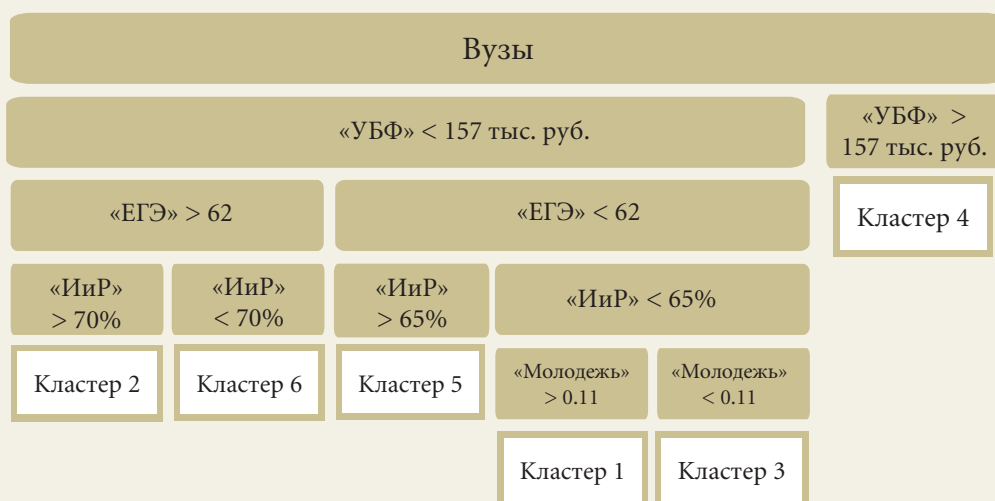 Вузы
«УБФ» < 157 тыс. руб.
«УБФ» >
157 тыс. руб.
«ЕГЭ» > 62
«ЕГЭ» < 62
Кластер 4
«ИиР»
> 70%
«ИиР»
< 70%
«ИиР»
> 65%
«ИиР» < 65%
Кластер 2
Кластер 6
Кластер 5
«Молодежь»
> 0.11
«Молодежь»
< 0.11
Кластер 1
Кластер 3